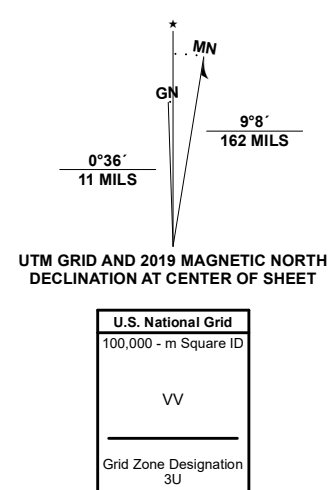 ★
MN
GN
9°8´
162 MILS
0°36´
11 MILS
UTM GRID AND 2019 MAGNETIC NORTH
DECLINATION AT CENTER OF SHEET
U.S. National Grid
100,000 - m Square ID
VV
Grid Zone Designation
3U